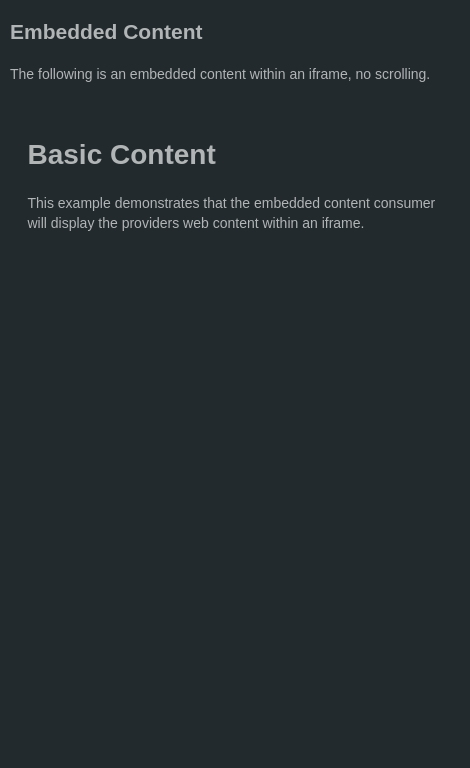 Embedded Content
The following is an embedded content within an iframe, no scrolling.
Basic Content
This example demonstrates that the embedded content consumer
will display the providers web content within an iframe.